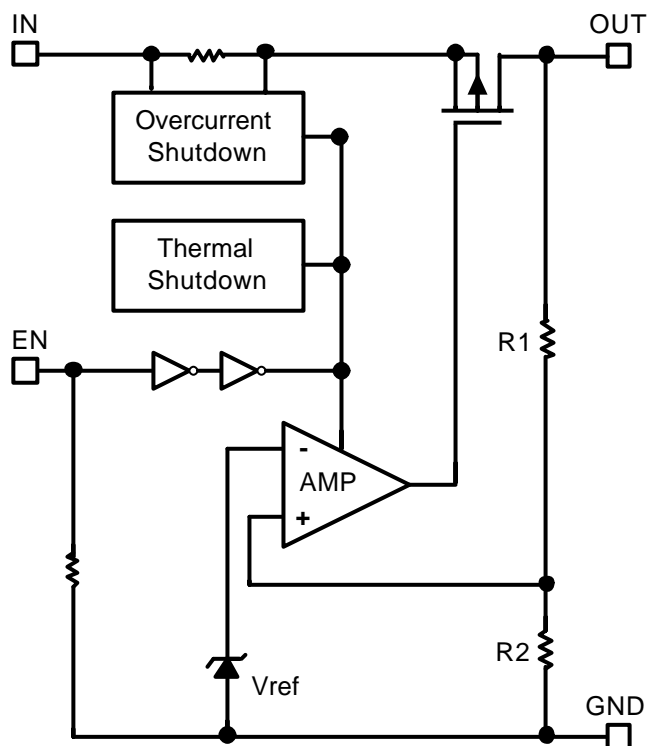 IN
OUT
Overcurrent
Shutdown
Thermal
Shutdown
EN
R1
-
AMP
+
R2
Vref
GND